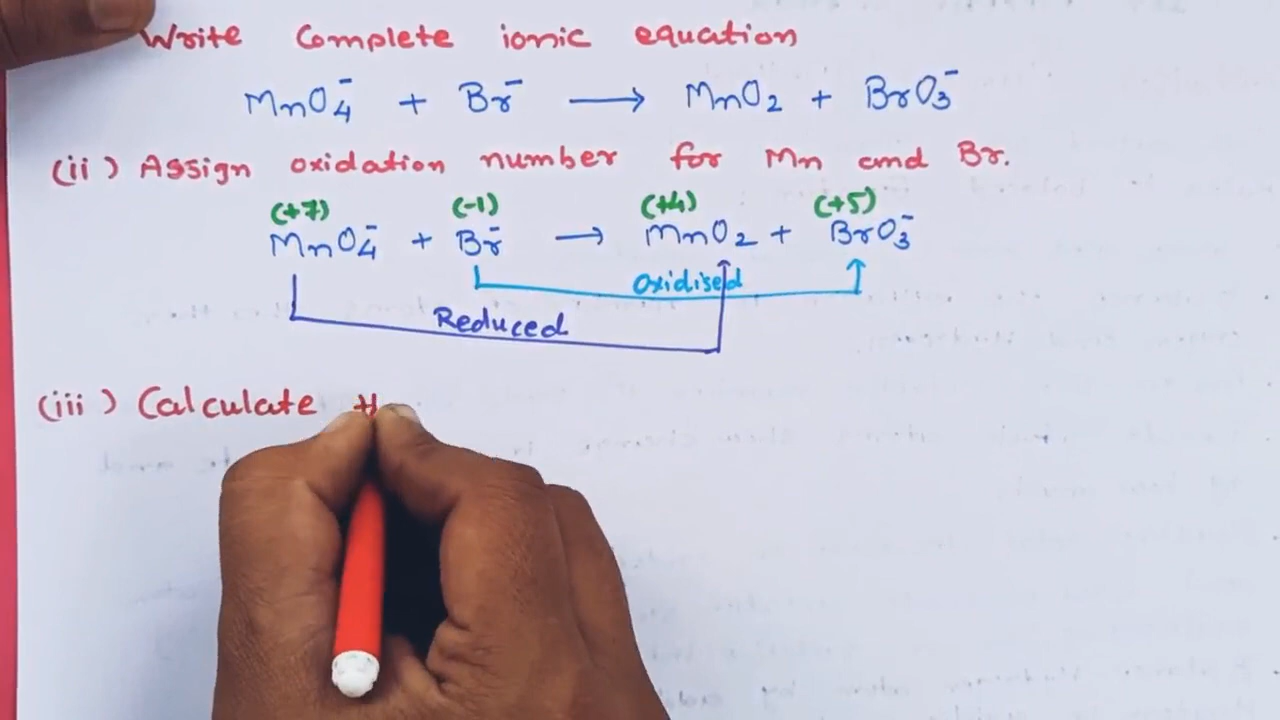 Write Complete ionic equation
MnO₄⁻ + Br⁻ ⟶ MnO₂ + BrO₃⁻
(ii) Assign oxidation number for Mn and Br.
(+7) (-1) (+4) (+5)
MnO₄⁻ + Br⁻ ⟶ MnO₂ + BrO₃⁻
Oxidised
Reduced
(iii) Calculate